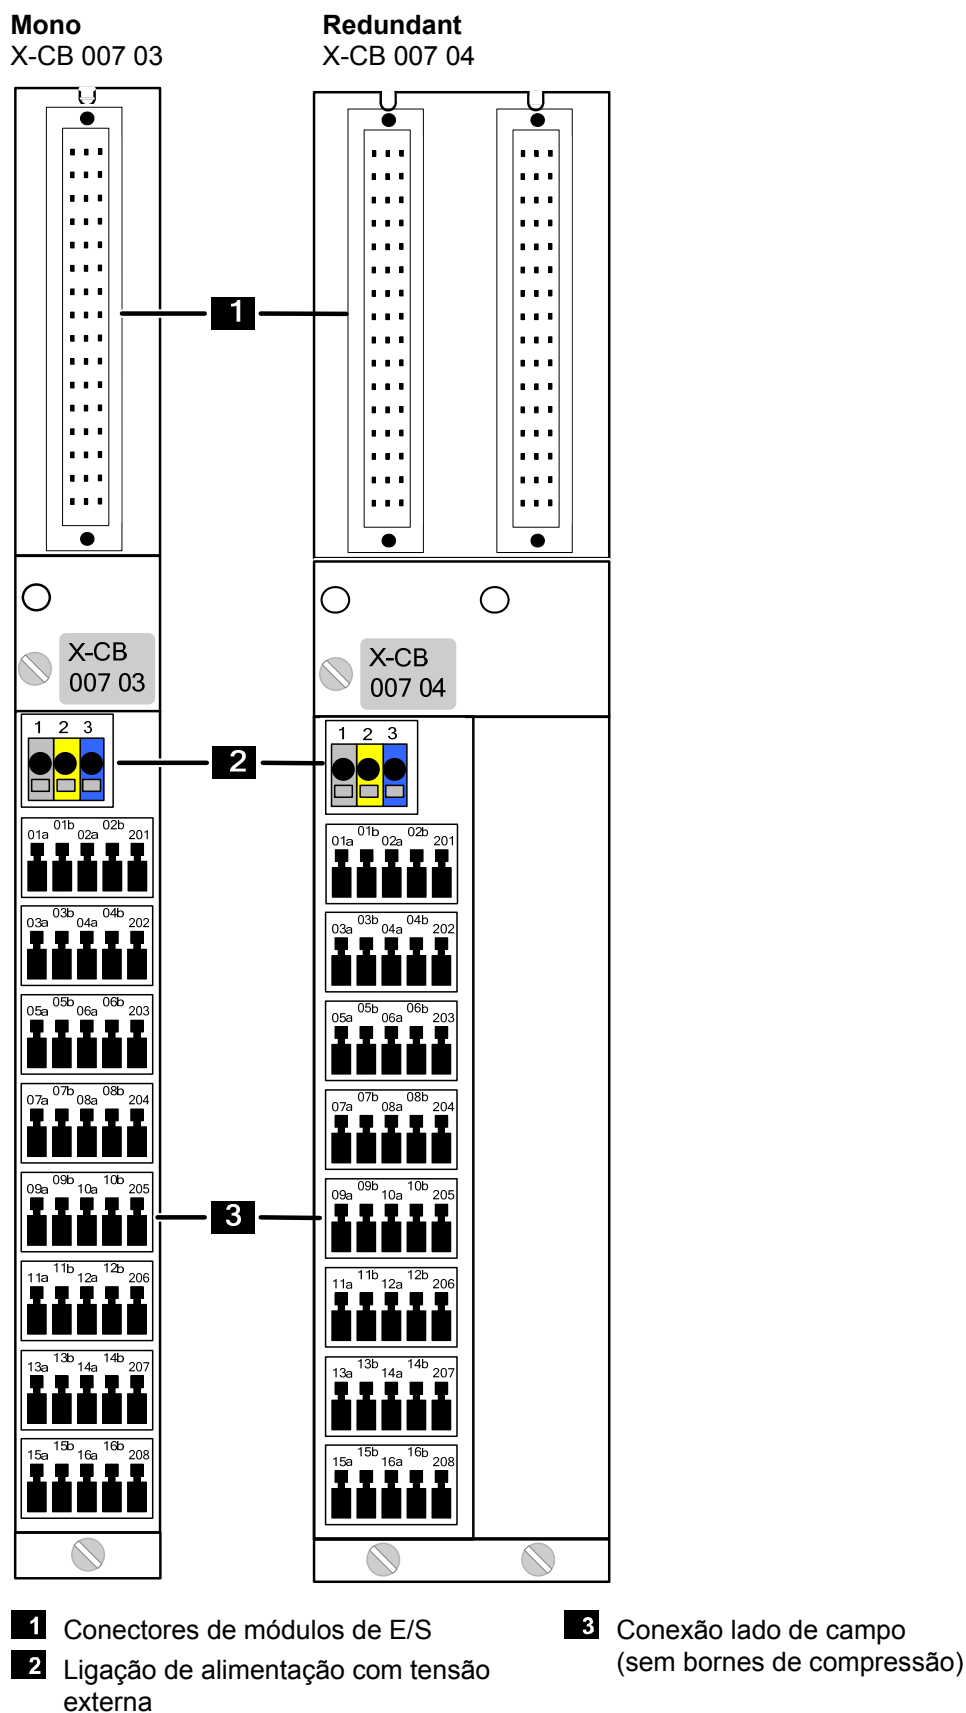 Mono
X-CB 007 03
Redundant
X-CB 007 04
1
X-CB
007 03
X-CB
007 04
1 2 3
2
1 2 3
01a 01b 02a 02b 201
03a 03b 04a 04b 202
05a 05b 06a 06b 203
07a 07b 08a 08b 204
09a 09b 10a 10b 205
11a 11b 12a 12b 206
13a 13b 14a 14b 207
15a 15b 16a 16b 208
3
01a 01b 02a 02b 201
03a 03b 04a 04b 202
05a 05b 06a 06b 203
07a 07b 08a 08b 204
09a 09b 10a 10b 205
11a 11b 12a 12b 206
13a 13b 14a 14b 207
15a 15b 16a 16b 208
1 Conectores de módulos de E/S
2 Ligação de alimentação com tensão
externa
3 Conexão lado de campo
(sem bornes de compressão)